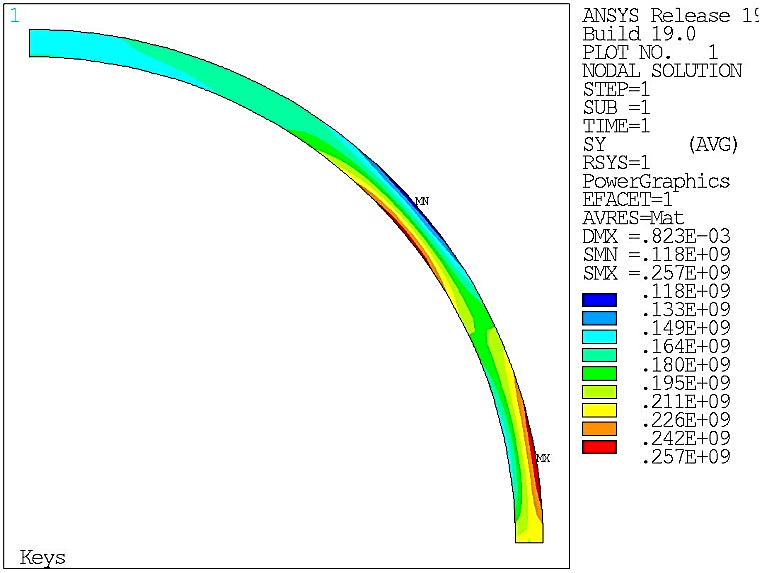 1
ANSYS Release 19
Build 19.0
PLOT NO. 1
NODAL SOLUTION
STEP=1
SUB =1
TIME=1
SY (AVG)
RSYS=1
PowerGraphics
EFACET=1
AVRES=Mat
DMX =.823E-03
SMN =.118E+09
SMX =.257E+09
.118E+09
.133E+09
.149E+09
.164E+09
.180E+09
.195E+09
.211E+09
.226E+09
.242E+09
.257E+09
MN
MX
Keys